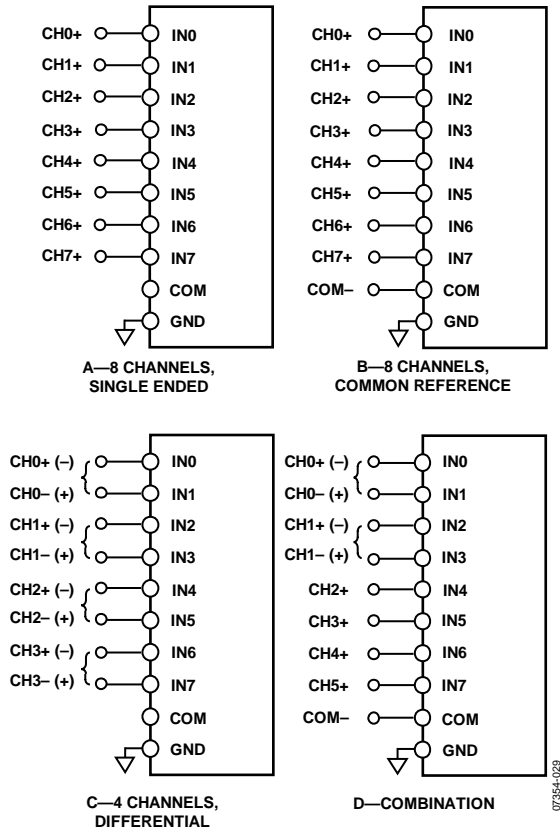 CH0+ IN0
CH1+ IN1
CH2+ IN2
CH3+ IN3
CH4+ IN4
CH5+ IN5
CH6+ IN6
CH7+ IN7
COM
GND
A—8 CHANNELS,
SINGLE ENDED
CH0+ IN0
CH1+ IN1
CH2+ IN2
CH3+ IN3
CH4+ IN4
CH5+ IN5
CH6+ IN6
CH7+ IN7
COM– COM
GND
B—8 CHANNELS,
COMMON REFERENCE
CH0+ (–) IN0
CH0– (+) IN1
CH1+ (–) IN2
CH1– (+) IN3
CH2+ (–) IN4
CH2– (+) IN5
CH3+ (–) IN6
CH3– (+) IN7
COM
GND
C—4 CHANNELS,
DIFFERENTIAL
CH0+ (–) IN0
CH0– (+) IN1
CH1+ (–) IN2
CH1– (+) IN3
CH2+ IN4
CH3+ IN5
CH4+ IN6
CH5+ IN7
COM– COM
GND
D—COMBINATION
07354-029